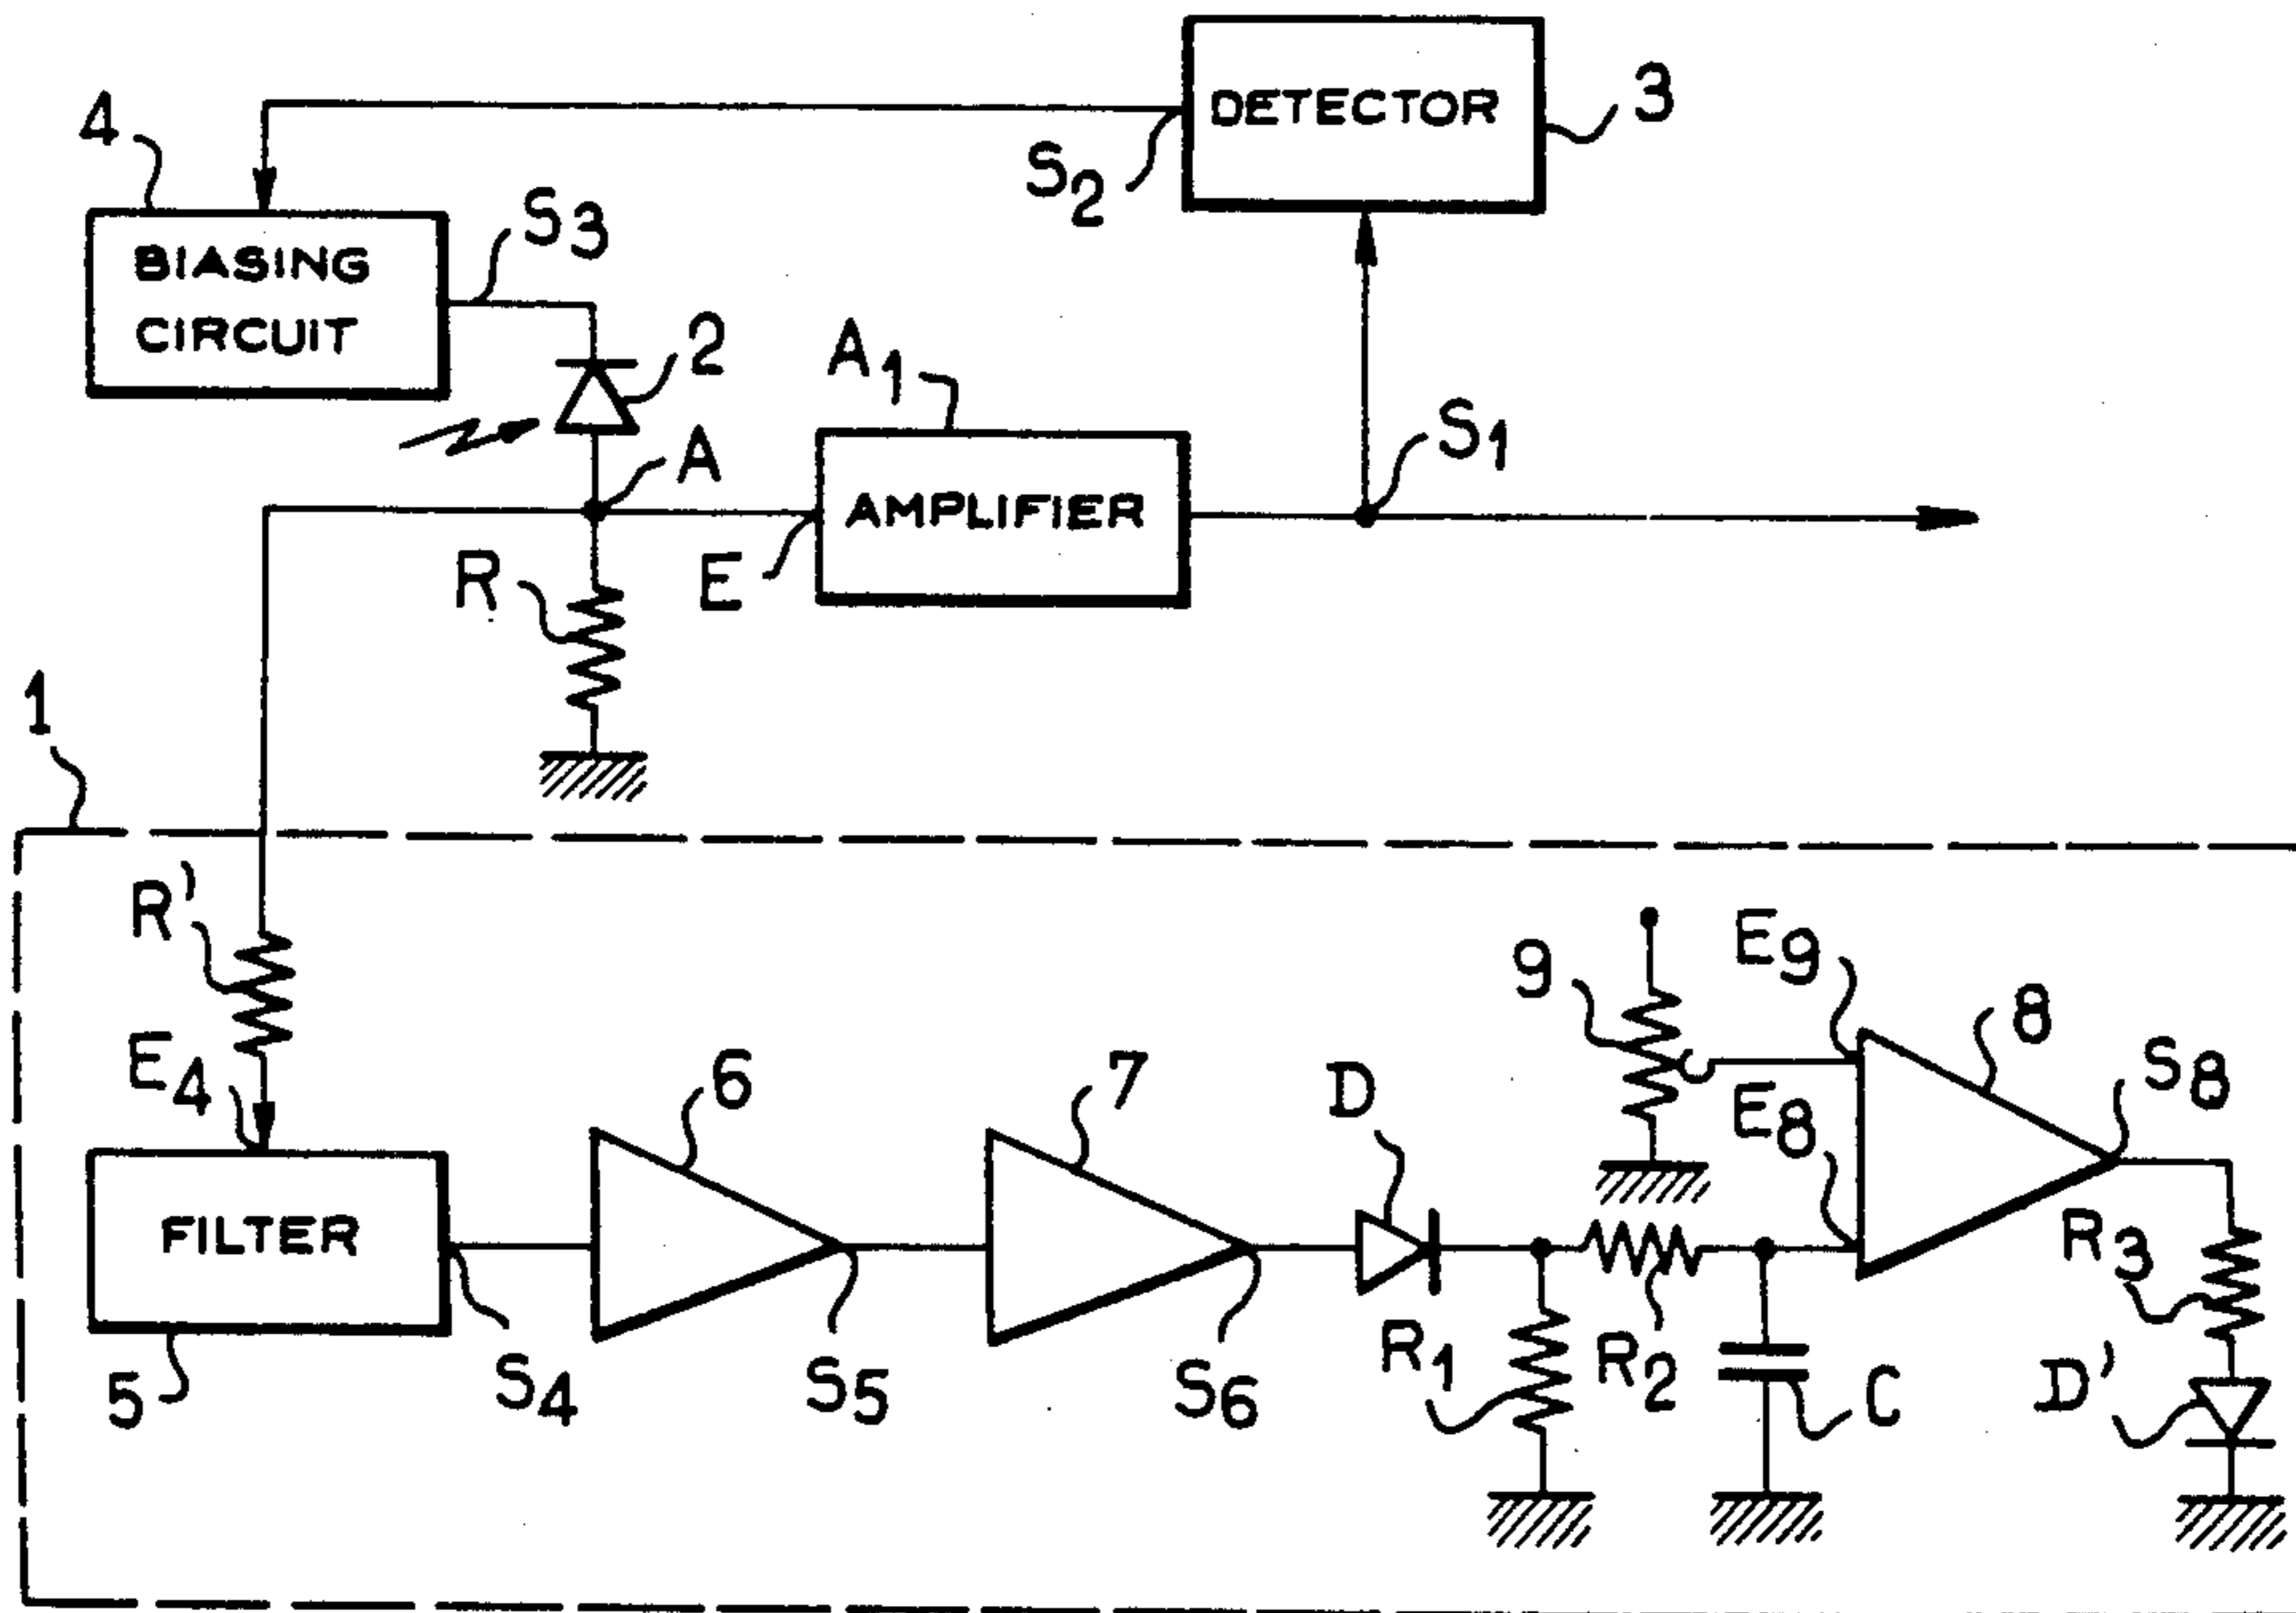 DETECTOR
3
4
S2
S3
BIASING
CIRCUIT
2
A1
A
S1
AMPLIFIER
R
E
1
R'
9
E9
8
E4
6
7
D
E8
S8
FILTER
R3
5
S4
S5
S6
R1
R2
C
D'